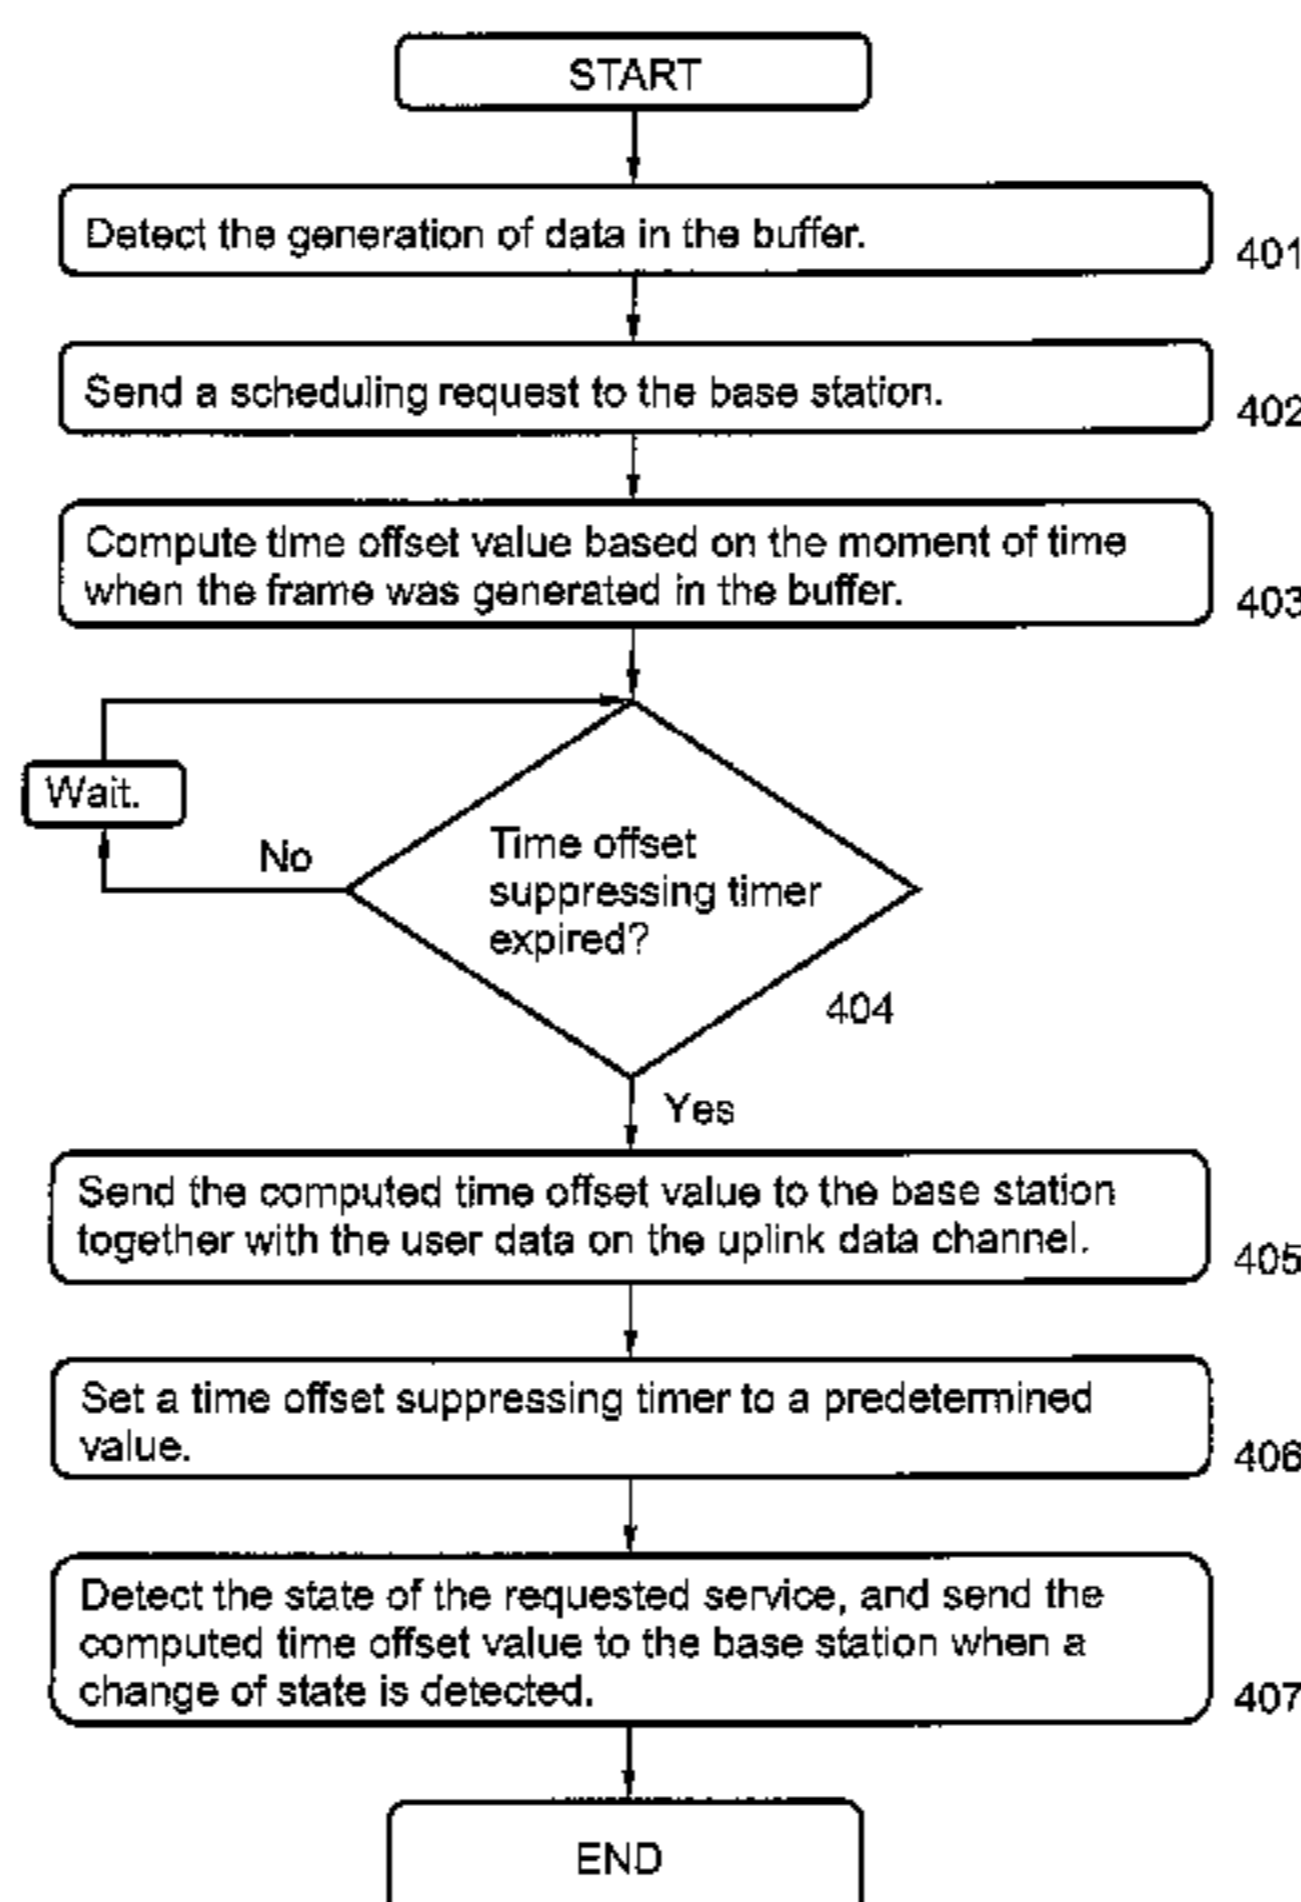 START
Detect the generation of data in the buffer.
401
Send a scheduling request to the base station.
402
Compute time offset value based on the moment of time
when the frame was generated in the buffer.
403
Wait.
No
Time offset
suppressing timer
expired?
404
Yes
Send the computed time offset value to the base station
together with the user data on the uplink data channel.
405
Set a time offset suppressing timer to a predetermined
value.
406
Detect the state of the requested service, and send the
computed time offset value to the base station when a
change of state is detected.
407
END